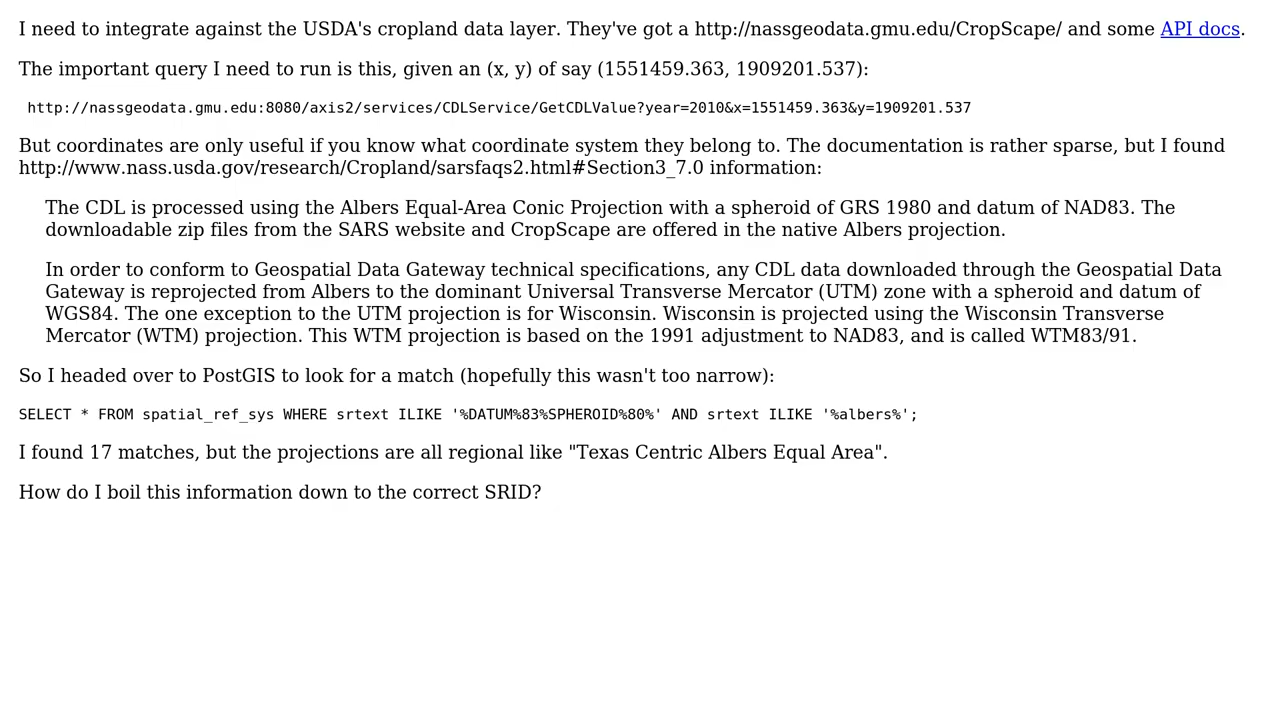 I need to integrate against the USDA's cropland data layer. They've got a http://nassgeodata.gmu.edu/CropScape/ and some API docs.
The important query I need to run is this, given an (x, y) of say (1551459.363, 1909201.537):
http://nassgeodata.gmu.edu:8080/axis2/services/CDLService/GetCDLValue?year=2010&x=1551459.363&y=1909201.537
But coordinates are only useful if you know what coordinate system they belong to. The documentation is rather sparse, but I found
http://www.nass.usda.gov/research/Cropland/sarsfaqs2.html#Section3_7.0 information:
The CDL is processed using the Albers Equal-Area Conic Projection with a spheroid of GRS 1980 and datum of NAD83. The
downloadable zip files from the SARS website and CropScape are offered in the native Albers projection.
In order to conform to Geospatial Data Gateway technical specifications, any CDL data downloaded through the Geospatial Data
Gateway is reprojected from Albers to the dominant Universal Transverse Mercator (UTM) zone with a spheroid and datum of
WGS84. The one exception to the UTM projection is for Wisconsin. Wisconsin is projected using the Wisconsin Transverse
Mercator (WTM) projection. This WTM projection is based on the 1991 adjustment to NAD83, and is called WTM83/91.
So I headed over to PostGIS to look for a match (hopefully this wasn't too narrow):
SELECT * FROM spatial_ref_sys WHERE srtext ILIKE '%DATUM%83%SPHEROID%80%' AND srtext ILIKE '%albers%';
I found 17 matches, but the projections are all regional like "Texas Centric Albers Equal Area".
How do I boil this information down to the correct SRID?